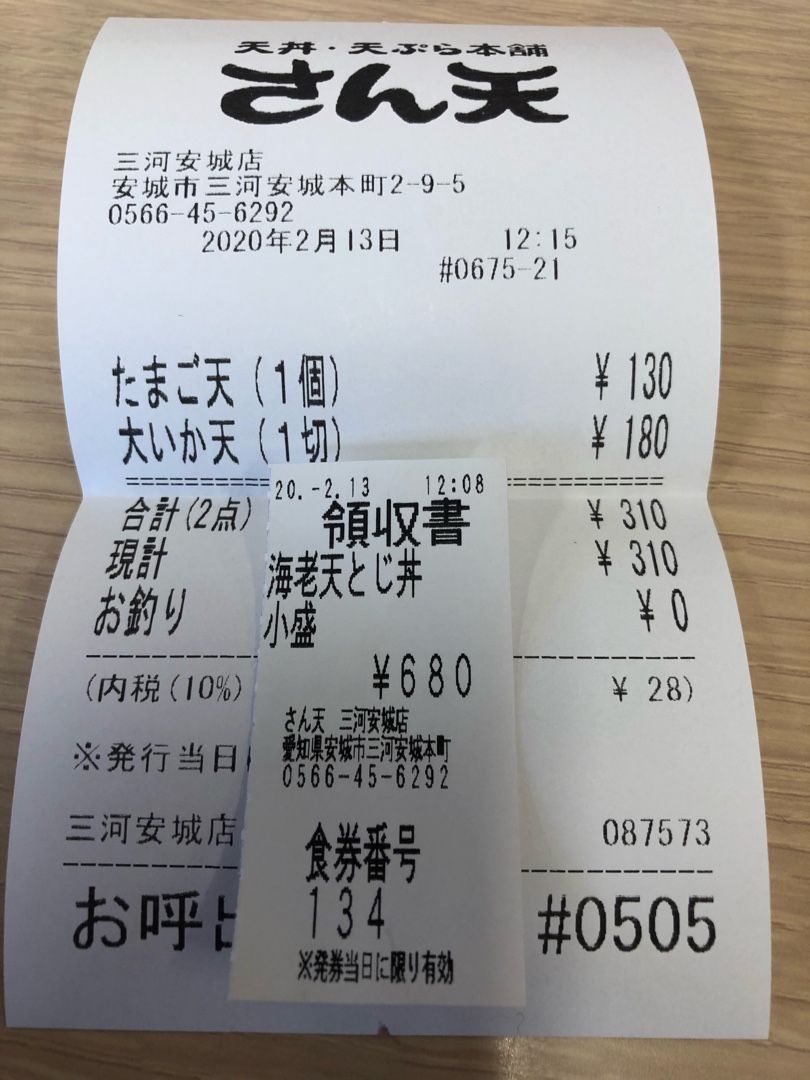 天丼・天ぷら本舗
さん天
三河安城店
安城市三河安城本町2-9-5
0566-45-6292
2020年2月13日 12:15
#0675-21
たまご天(1個) ¥130
大いか天(1切) ¥180
合計(2点) ¥310
現計 ¥310
お釣り ¥0
(内税(10%) ¥28)
※発行当日
三河安城店 087573
お呼出 #0505
20.-2.13 12:08
領収書
海老天とじ丼
小盛
¥680
さん天 三河安城店
愛知県安城市三河安城本町
0566-45-6292
食券番号
134
※発券当日に限り有効